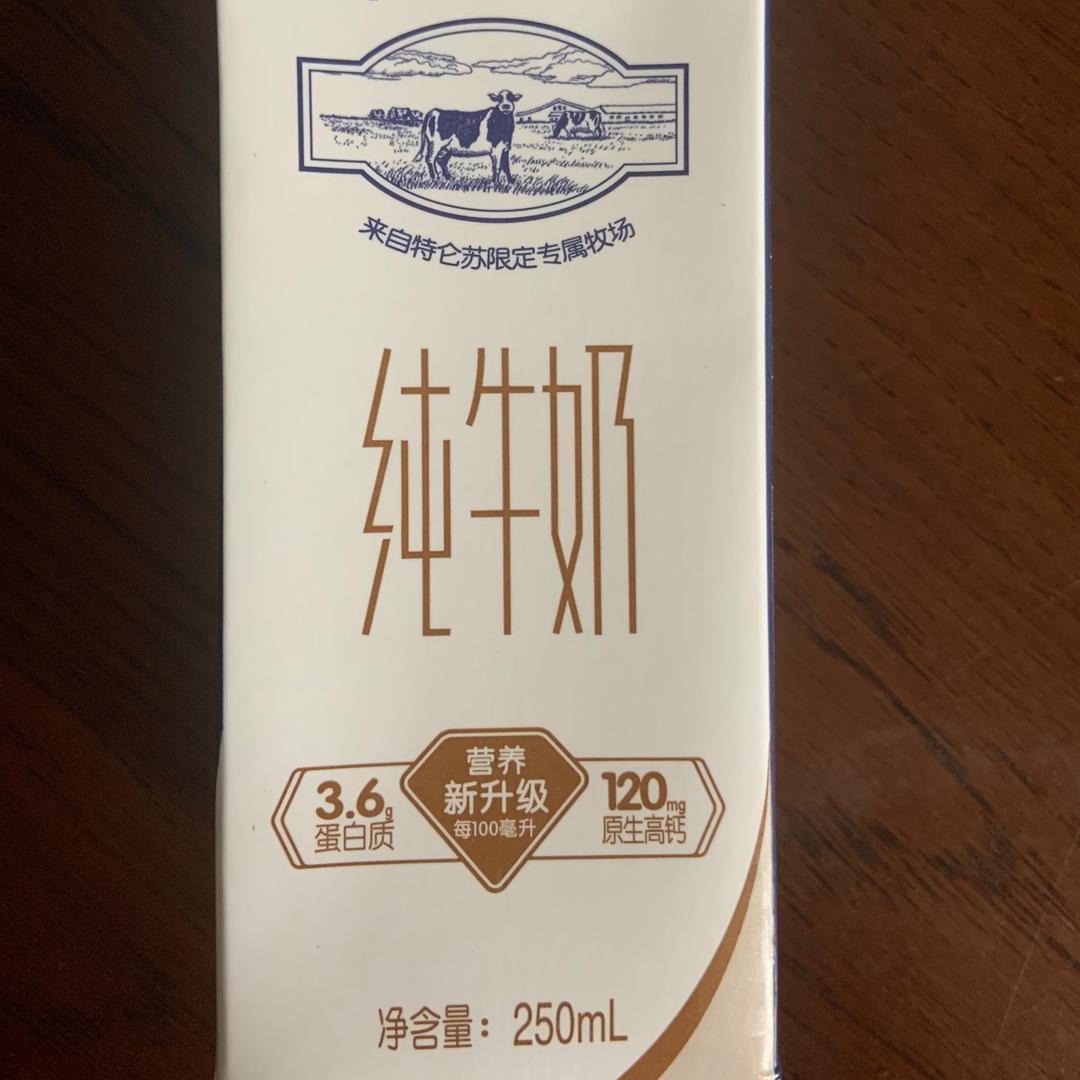 来自特仑苏限定专属牧场
纯牛奶
营养
新升级
每100毫升
3.6g
蛋白质
120mg
原生高钙
净含量：250mL